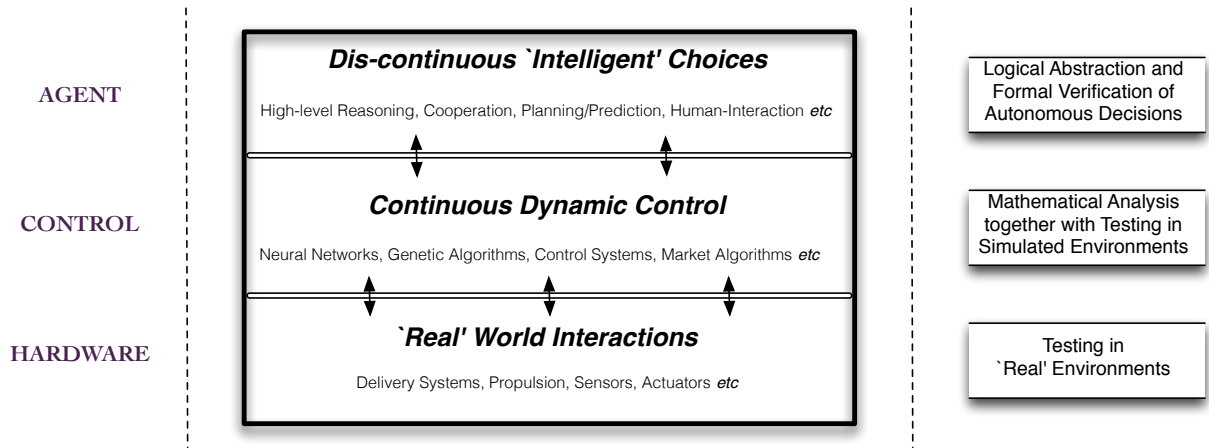 AGENT
Dis-continuous `Intelligent' Choices
High-level Reasoning, Cooperation, Planning/Prediction, Human-Interaction etc
Logical Abstraction and
Formal Verification of
Autonomous Decisions
CONTROL
Continuous Dynamic Control
Neural Networks, Genetic Algorithms, Control Systems, Market Algorithms etc
Mathematical Analysis
together with Testing in
Simulated Environments
HARDWARE
`Real' World Interactions
Delivery Systems, Propulsion, Sensors, Actuators etc
Testing in
`Real' Environments